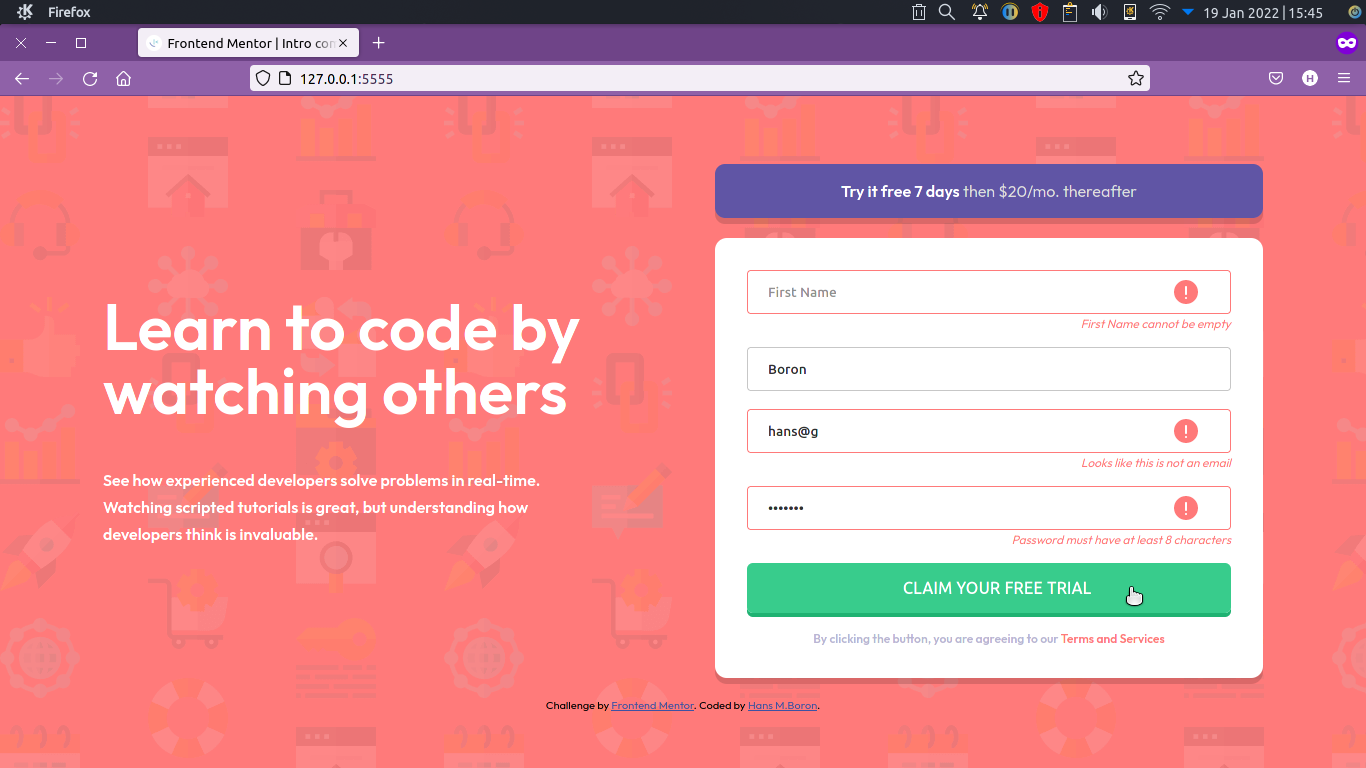 Firefox
19 Jan 2022 | 15:45
Frontend Mentor | Intro con
127.0.0.1:5555
H
Try it free 7 days then $20/mo. thereafter
First Name
First Name cannot be empty
Boron
Learn to code by
watching others
hans@g
Looks like this is not an email
•••••••
Password must have at least 8 characters
See how experienced developers solve problems in real-time.
Watching scripted tutorials is great, but understanding how
developers think is invaluable.
CLAIM YOUR FREE TRIAL
By clicking the button, you are agreeing to our Terms and Services
Challenge by Frontend Mentor. Coded by Hans M.Boron.